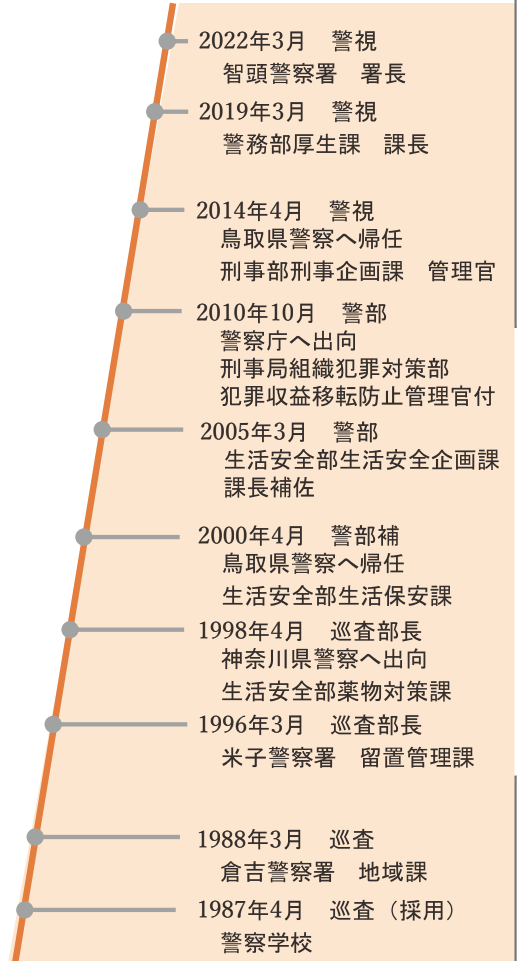 2022年3月　警視
智頭警察署　署長
2019年3月　警視
警務部厚生課　課長
2014年4月　警視
鳥取県警察へ帰任
刑事部刑事企画課　管理官
2010年10月　警部
警察庁へ出向
刑事局組織犯罪対策部
犯罪収益移転防止管理官付
2005年3月　警部
生活安全部生活安全企画課
課長補佐
2000年4月　警部補
鳥取県警察へ帰任
生活安全部生活保安課
1998年4月　巡査部長
神奈川県警察へ出向
生活安全部薬物対策課
1996年3月　巡査部長
米子警察署　留置管理課
1988年3月　巡査
倉吉警察署　地域課
1987年4月　巡査（採用）
警察学校